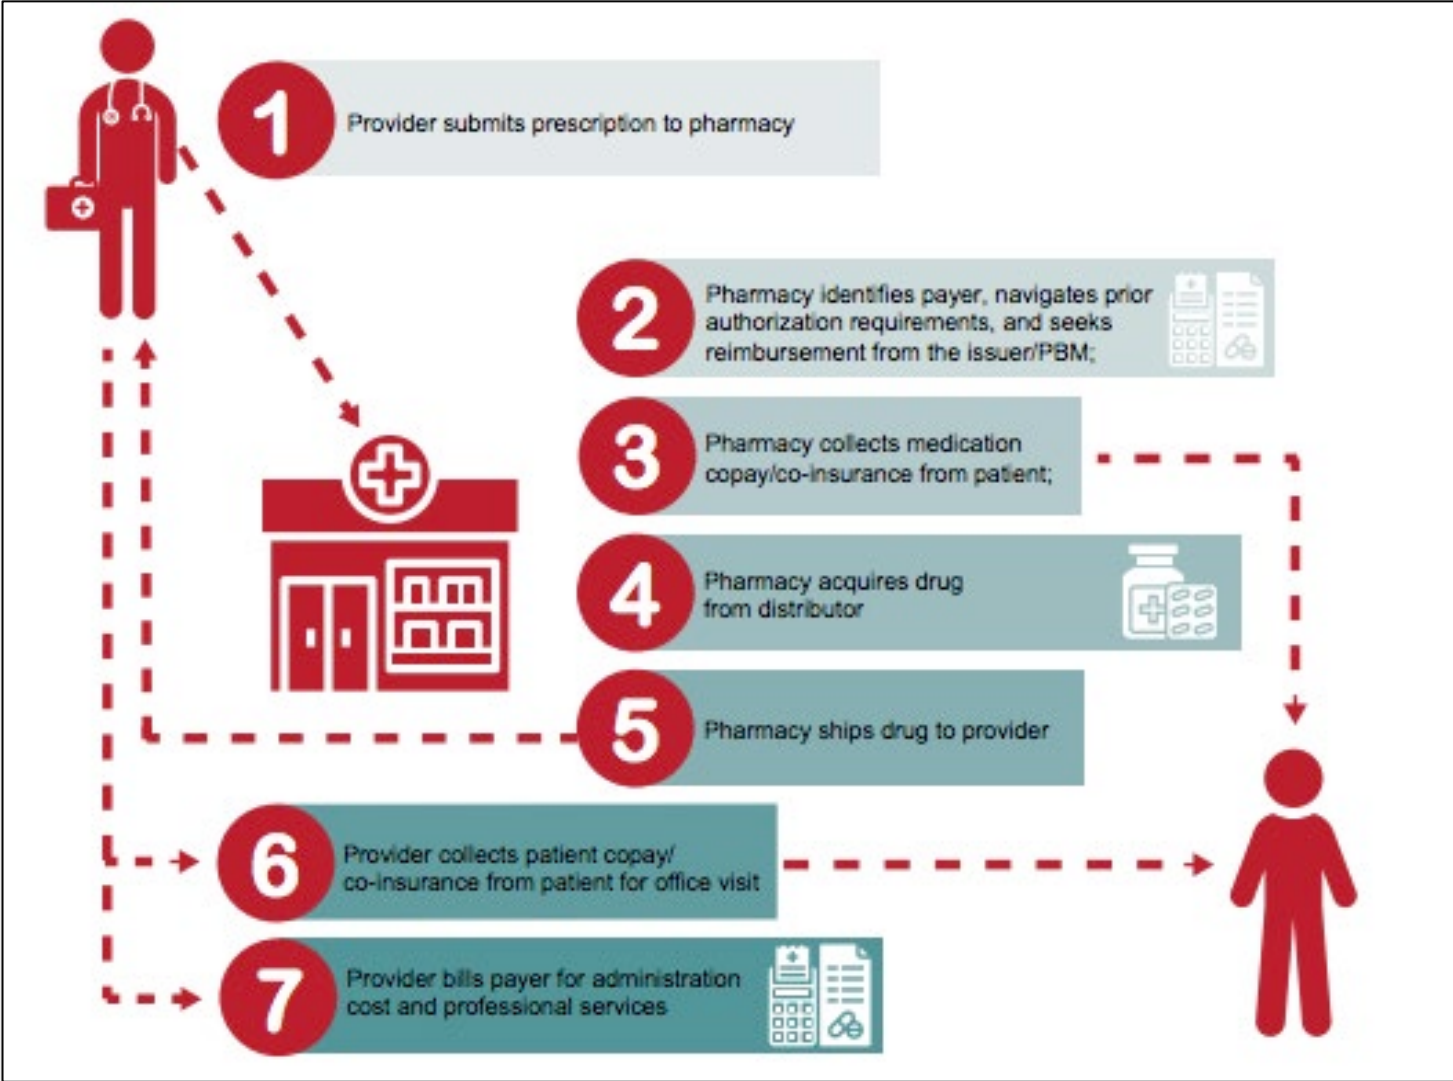 1
Provider submits prescription to pharmacy
2
Pharmacy identifies payer, navigates prior
authorization requirements, and seeks
reimbursement from the issuer/PBM;
3
Pharmacy collects medication
copay/co-insurance from patient;
4
Pharmacy acquires drug
from distributor
5
Pharmacy ships drug to provider
6
Provider collects patient copay/
co-insurance from patient for office visit
7
Provider bills payer for administration
cost and professional services